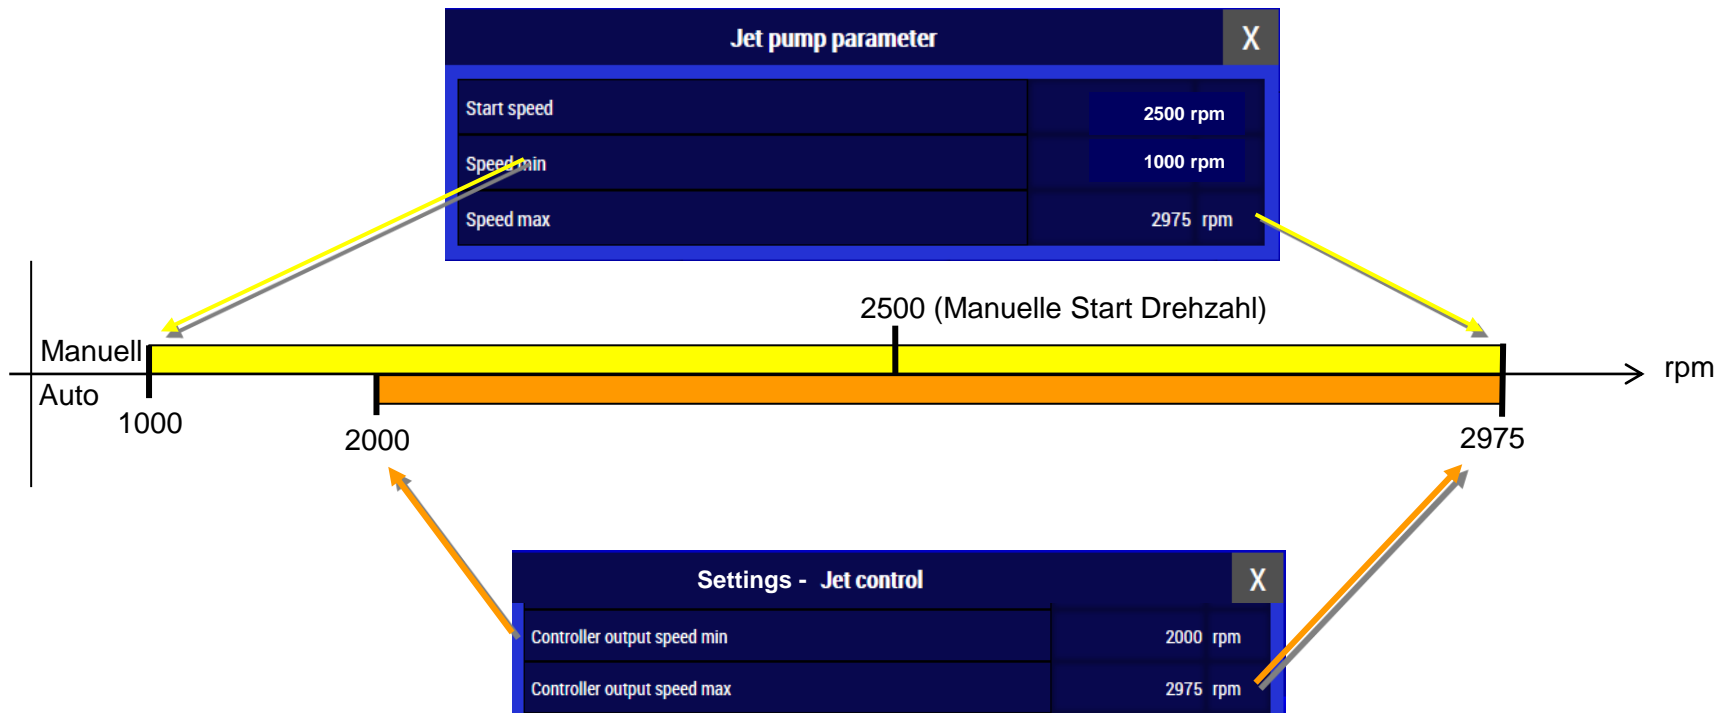 Jet pump parameter X
Start speed 2500 rpm
Speed min 1000 rpm
Speed max 2975 rpm
2500 (Manuelle Start Drehzahl)
Manuell
rpm
Auto
1000
2000
2975
Settings - Jet control X
Controller output speed min 2000 rpm
Controller output speed max 2975 rpm